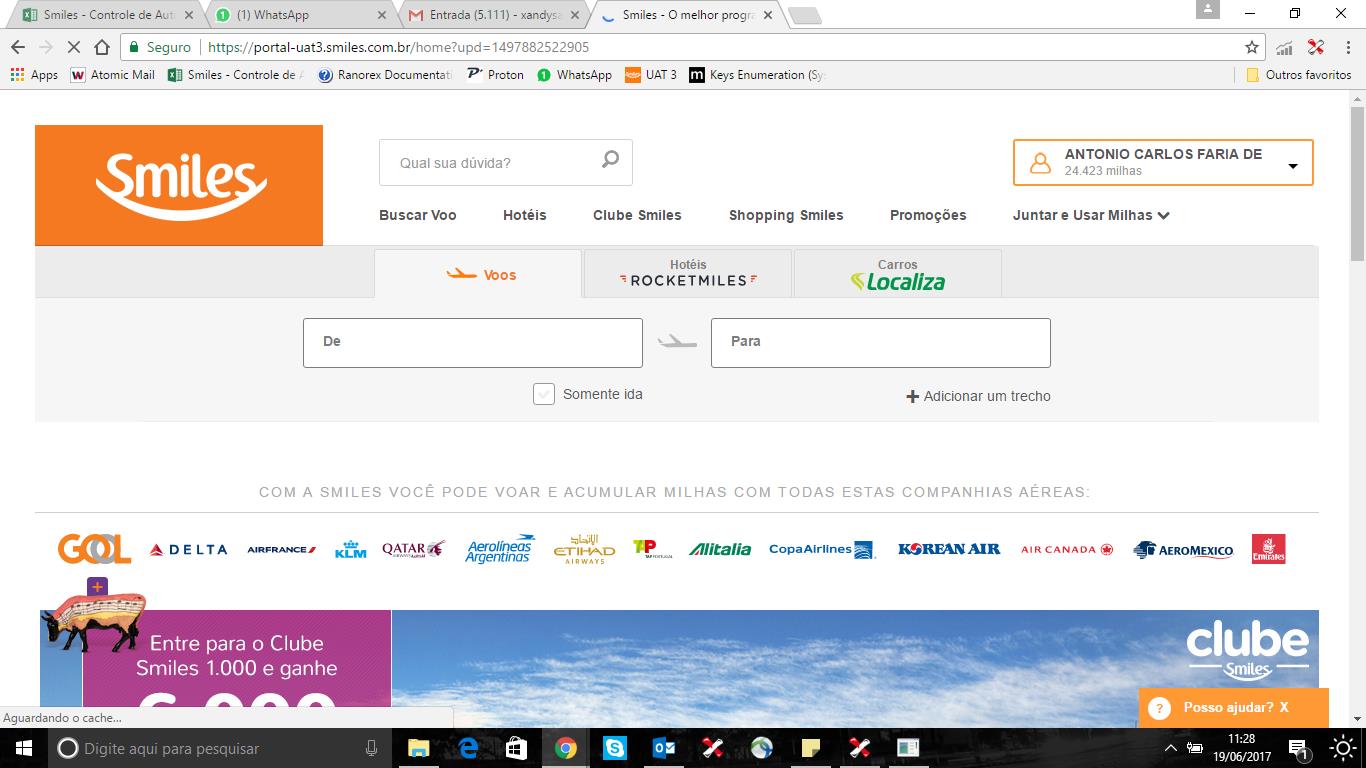 Smiles - Controle de Aut
(1) WhatsApp
Entrada (5.111) - xandysa
Smiles - O melhor progra
Seguro
https://portal-uat3.smiles.com.br/home?upd=1497882522905
Apps
Atomic Mail
Smiles - Controle de A
Ranorex Documentati
Proton
WhatsApp
UAT 3
Keys Enumeration (Sy
Outros favoritos
Smiles
Qual sua dúvida?
ANTONIO CARLOS FARIA DE
24.423 milhas
Buscar Voo
Hotéis
Clube Smiles
Shopping Smiles
Promoções
Juntar e Usar Milhas
Voos
Hotéis
ROCKETMILES
Carros
Localiza
De
Para
Somente ida
+ Adicionar um trecho
COM A SMILES VOCÊ PODE VOAR E ACUMULAR MILHAS COM TODAS ESTAS COMPANHIAS AÉREAS:
GOL
DELTA
AIRFRANCE
KLM
QATAR
AIRWAYS
Aerolíneas
Argentinas
ETIHAD
AIRWAYS
TAP PORTUGAL
Alitalia
CopaAirlines
KOREAN AIR
AIR CANADA
AEROMEXICO
Emirates
Entre para o Clube
Smiles 1.000 e ganhe
clube
Smiles
Posso ajudar? X
Aguardando o cache...
Digite aqui para pesquisar
11:28
19/06/2017
1